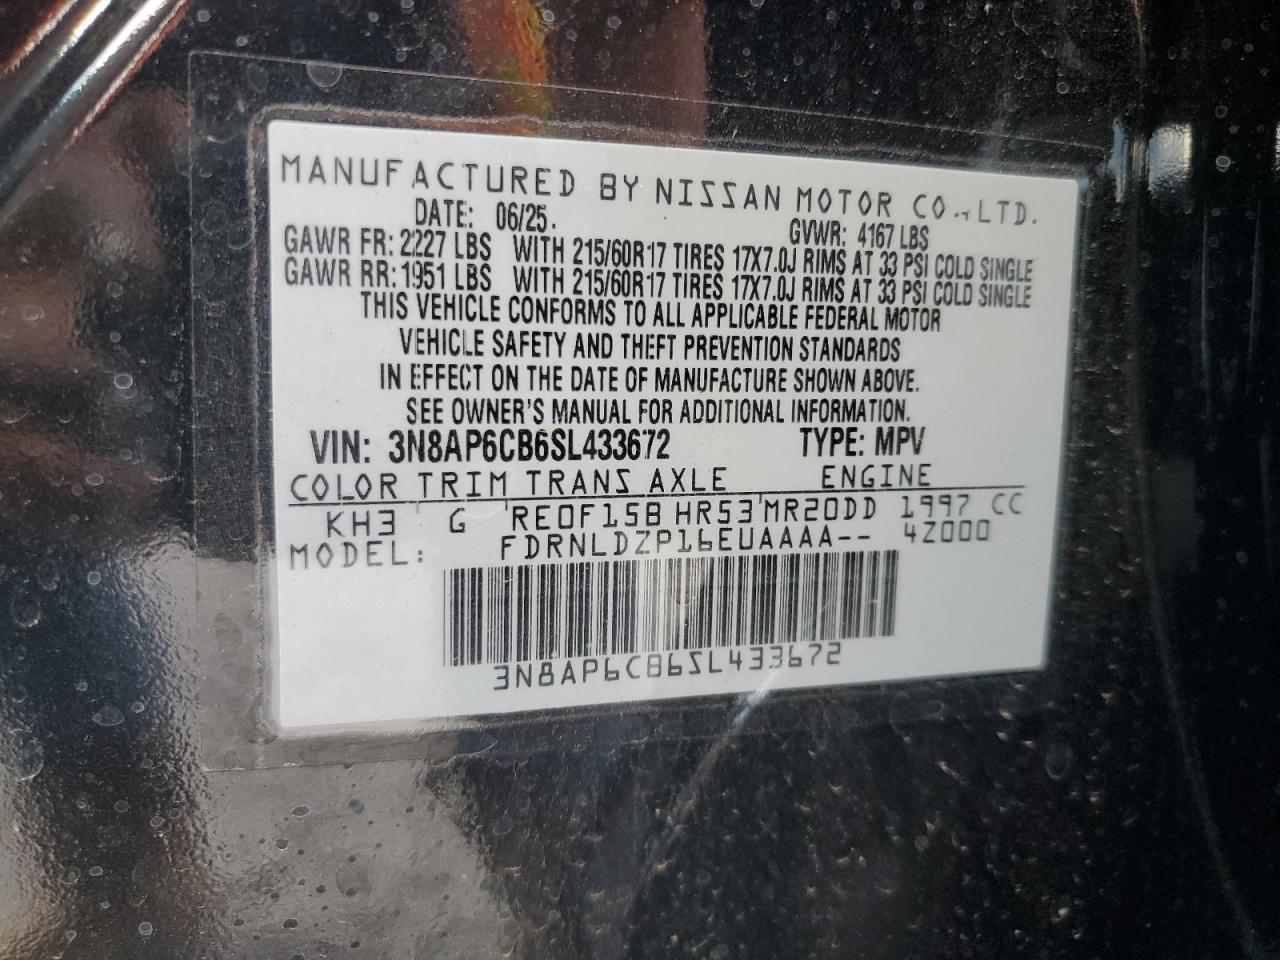 MANUFACTURED BY NISSAN MOTOR CO., LTD.
DATE: 06/25. GVWR: 4167 LBS
GAWR FR: 2227 LBS WITH 215/60R17 TIRES 17X7.0J RIMS AT 33 PSI COLD SINGLE
GAWR RR: 1951 LBS WITH 215/60R17 TIRES 17X7.0J RIMS AT 33 PSI COLD SINGLE
THIS VEHICLE CONFORMS TO ALL APPLICABLE FEDERAL MOTOR
VEHICLE SAFETY AND THEFT PREVENTION STANDARDS
IN EFFECT ON THE DATE OF MANUFACTURE SHOWN ABOVE.
SEE OWNER'S MANUAL FOR ADDITIONAL INFORMATION.
VIN: 3N8AP6CB6SL433672 TYPE: MPV
COLOR TRIM TRANS AXLE ENGINE
KH3 G RE0F15B HR53 MR20DD 1997 CC
MODEL: FDRNLDZP16EUAAAA-- 42000
3N8AP6CB6SL433672